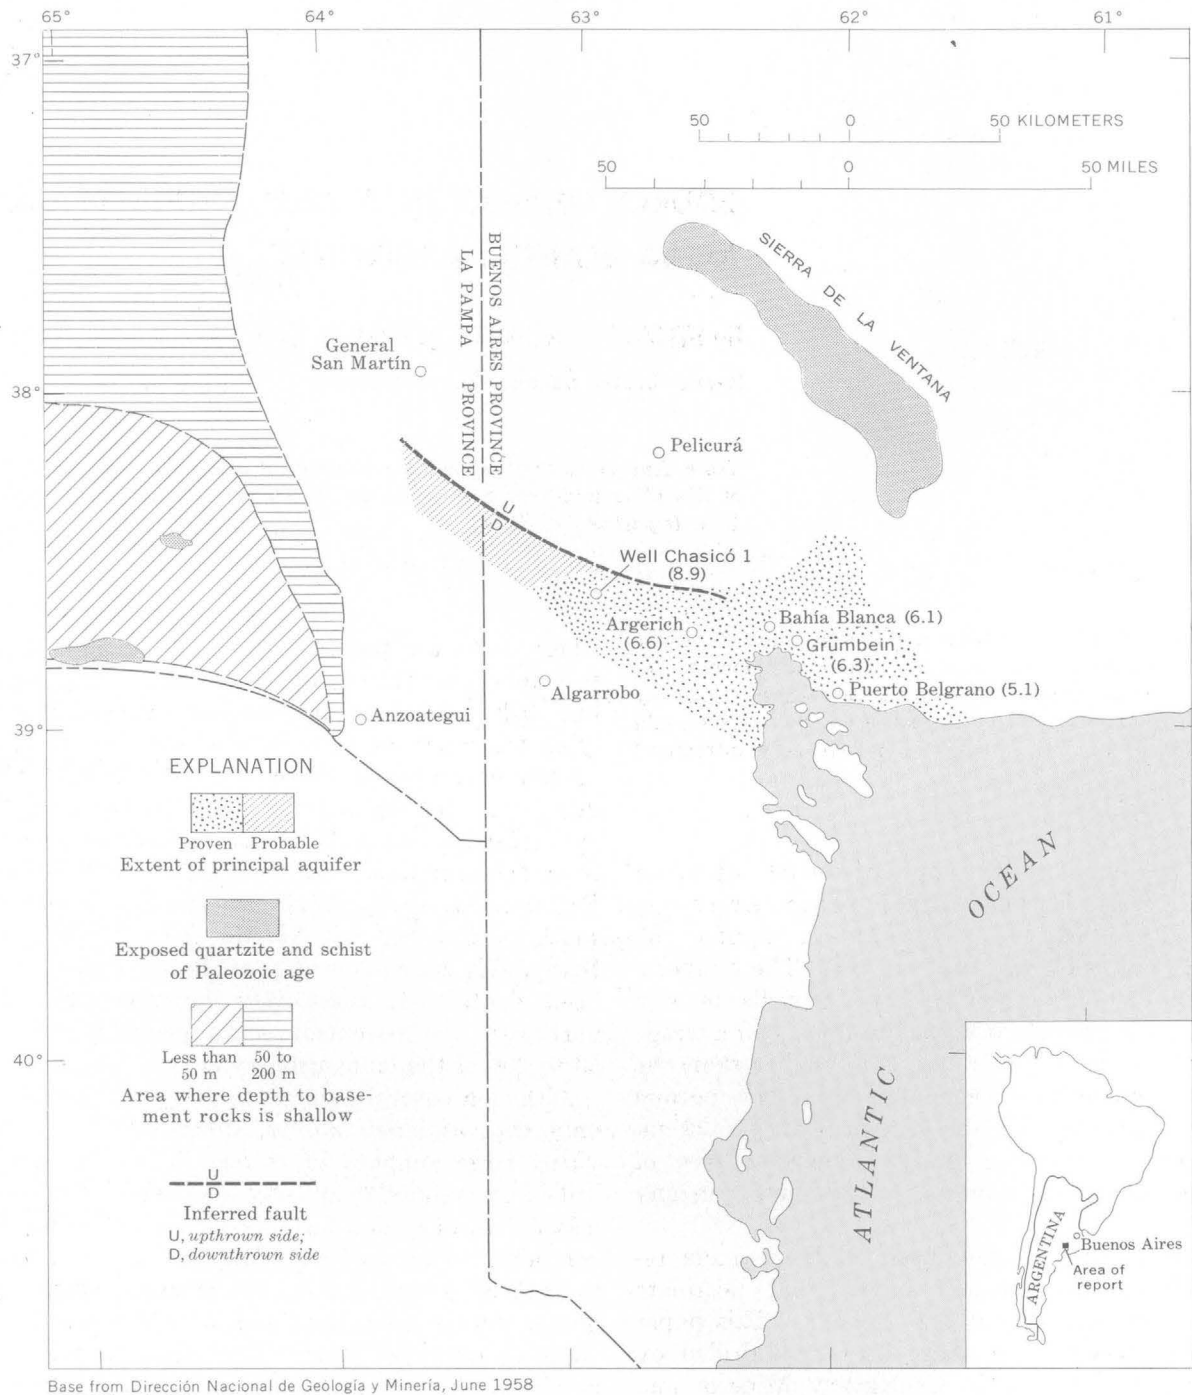 65° 64° 63° 62° 61°
37°
50 0 50 KILOMETERS
50 0 50 MILES
SIERRA DE LA VENTANA
BUENOS AIRES PROVINCE
LA PAMPA PROVINCE
General
San Martín
38°
Pelicurá
U
D
Well Chasicó 1
(8.9)
Argerich
(6.6)
Bahía Blanca (6.1)
Grümbein
(6.3)
Algarrobo
Puerto Belgrano (5.1)
Anzoategui
39°
EXPLANATION
Proven Probable
Extent of principal aquifer
Exposed quartzite and schist
of Paleozoic age
Less than 50 to
50 m 200 m
Area where depth to base-
ment rocks is shallow
U
D
Inferred fault
U, upthrown side;
D, downthrown side
40°
ATLANTIC OCEAN
ARGENTINA
Buenos Aires
Area of
report
Base from Dirección Nacional de Geología y Minería, June 1958